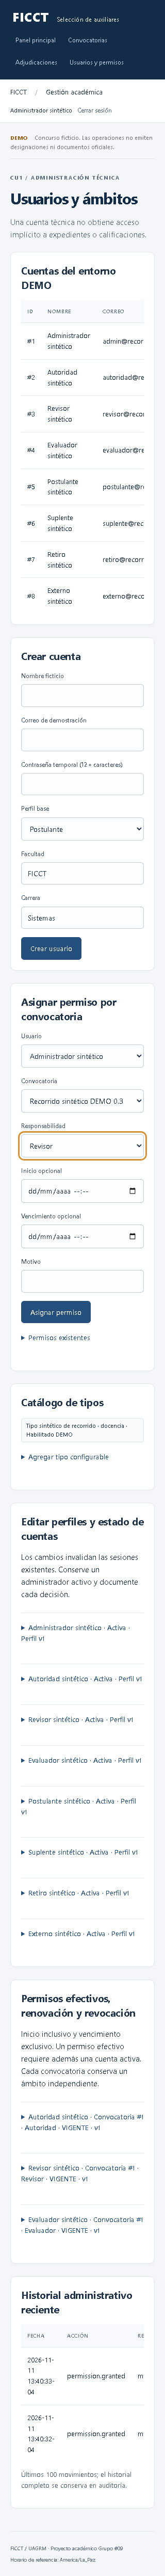 FICCT Selección de auxiliares
Panel principal Convocatorias
Adjudicaciones Usuarios y permisos
FICCT / Gestión académica
Administrador sintético Cerrar sesión
DEMO Concurso ficticio. Las operaciones no emiten
designaciones ni documentos oficiales.
CU1 / ADMINISTRACIÓN TÉCNICA
Usuarios y ámbitos
Una cuenta técnica no obtiene acceso
implícito a expedientes o calificaciones.
Cuentas del entorno
DEMO
ID NOMBRE CORREO
#1 Administrador
sintético
#2 Autoridad
sintético
#3 Revisor
sintético
#4 Evaluador
sintético
#5 Postulante
sintético
#6 Suplente
sintético
#7 Retiro
sintético
#8 Externo
sintético
Crear cuenta
Nombre ficticio
Correo de demostración
Contraseña temporal (12+ caracteres)
Perfil base
Postulante
Facultad
FICCT
Carrera
Sistemas
Crear usuario
Asignar permiso por
convocatoria
Usuario
Administrador sintético
Convocatoria
Recorrido sintético DEMO 0.3
Responsabilidad
Revisor
Inicio opcional
dd/mm/aaaa --:--
Vencimiento opcional
dd/mm/aaaa --:--
Motivo
Asignar permiso
▶ Permisos existentes
Catálogo de tipos
Tipo sintético de recorrido · docencia ·
Habilitado DEMO
▶ Agregar tipo configurable
Editar perfiles y estado de
cuentas
Los cambios invalidan las sesiones
existentes. Conserve un
administrador activo y documente
cada decisión.
▶ Administrador sintético · Activa ·
Perfil v1
▶ Autoridad sintético · Activa · Perfil v1
▶ Revisor sintético · Activa · Perfil v1
▶ Evaluador sintético · Activa · Perfil v1
▶ Postulante sintético · Activa · Perfil
v1
▶ Suplente sintético · Activa · Perfil v1
▶ Retiro sintético · Activa · Perfil v1
▶ Externo sintético · Activa · Perfil v1
Permisos efectivos,
renovación y revocación
Inicio inclusivo y vencimiento
exclusivo. Un permiso efectivo
requiere además una cuenta activa.
Cada convocatoria conserva un
ámbito independiente.
▶ Autoridad sintético · Convocatoria #1
· Autoridad · VIGENTE · v1
▶ Revisor sintético · Convocatoria #1 ·
Revisor · VIGENTE · v1
▶ Evaluador sintético · Convocatoria #1
· Evaluador · VIGENTE · v1
Historial administrativo
reciente
FECHA ACCIÓN RE
2026-11-
11
13:40:33-
04
permission.granted
2026-11-
11
13:40:32-
04
permission.granted
Últimos 100 movimientos; el historial
completo se conserva en auditoría.
FICCT / UAGRM · Proyecto académico Grupo #09
Horario de referencia: America/La_Paz